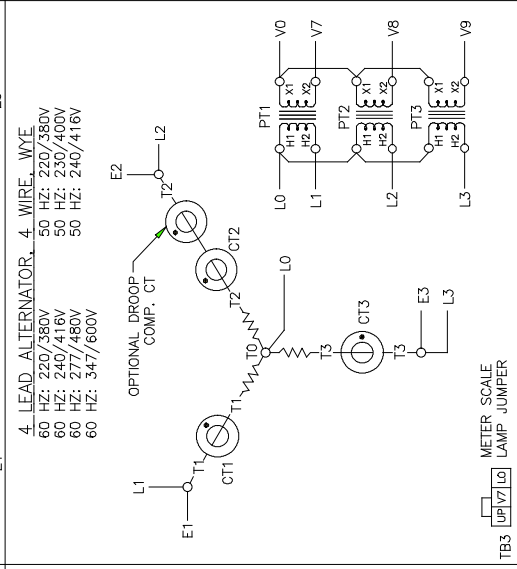 4 LEAD ALTERNATOR, 4 WIRE, WYE
60 HZ: 220/380V 50 HZ: 220/380V
60 HZ: 240/416V 50 HZ: 230/400V
60 HZ: 277/480V 50 HZ: 240/416V
60 HZ: 347/600V
OPTIONAL DROOP
COMP. CT
E2
L2
T2
CT2
T2
T0
L0
L1
E1
T1
CT1
T1
T3
CT3
T3
E3
L3
V0
V7
V8
V9
X1 X2
X1 X2
X1 X2
PT1
PT2
PT3
H1 H2
H1 H2
H1 H2
L0
L1
L2
L3
TB3
UP V7 L0
METER SCALE
LAMP JUMPER